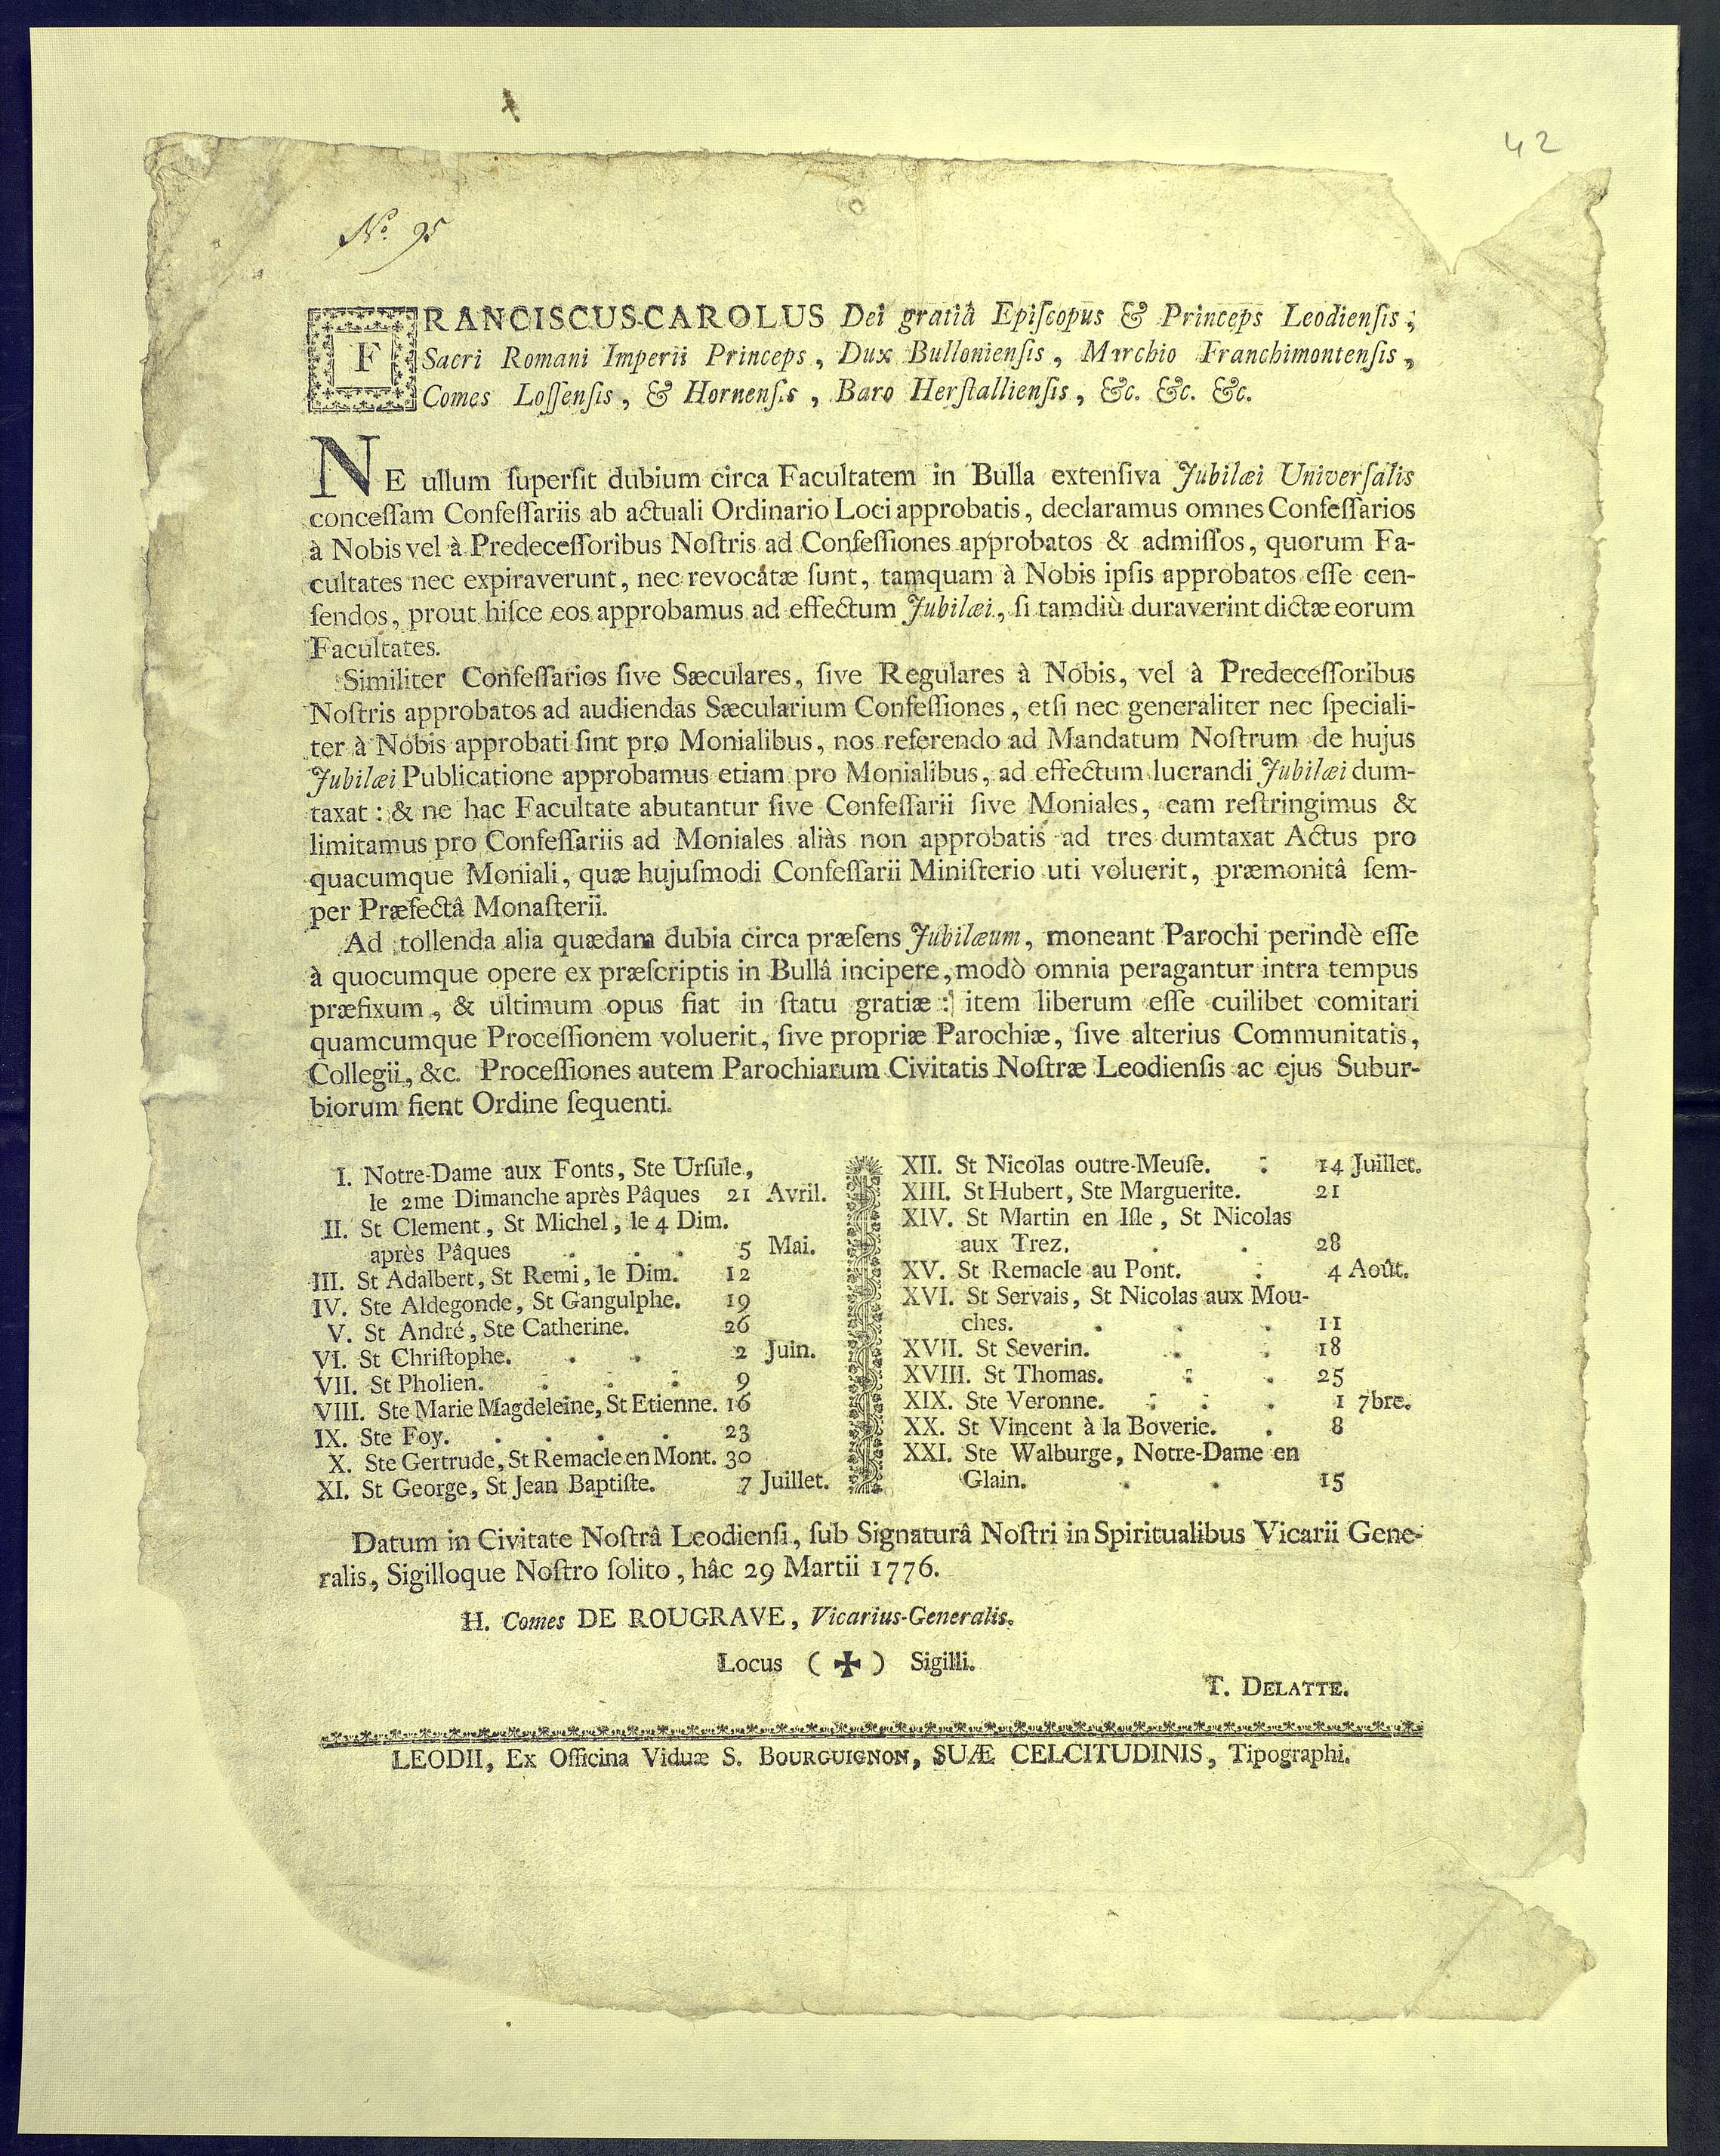 42
No. 95
FRANCISCUS-CAROLUS Dei gratiâ Epiſcopus & Princeps Leodienſis,
Sacri Romani Imperii Princeps, Dux Bullonienſis, Marchio Franchimontenſis,
Comes Loſſenſis, & Hornenſis, Baro Herſtallienſis, &c. &c. &c.
NE ullum ſuperſit dubium circa Facultatem in Bulla extenſiva Jubilæi Univerſalis
conceſſam Confeſſariis ab actuali Ordinario Loci approbatis, declaramus omnes Confeſſarios
à Nobis vel à Predeceſſoribus Noſtris ad Confeſſiones approbatos & admiſſos, quorum Fa-
cultates nec expiraverunt, nec revocatæ ſunt, tamquam à Nobis ipſis approbatos eſſe cen-
ſendos, prout hiſce eos approbamus ad effectum Jubilæi, ſi tamdiù duraverint dictæ eorum
Facultates.
Similiter Confeſſarios ſive Sæculares, ſive Regulares à Nobis, vel à Predeceſſoribus
Noſtris approbatos ad audiendas Sæcularium Confeſſiones, etſi nec generaliter nec ſpeciali-
ter à Nobis approbati ſint pro Monialibus, nos referendo ad Mandatum Noſtrum de hujus
Jubilæi Publicatione approbamus etiam pro Monialibus, ad effectum lucrandi Jubilæi dum-
taxat : & ne hac Facultate abutantur ſive Confeſſarii ſive Moniales, eam reſtringimus &
limitamus pro Confeſſariis ad Moniales aliàs non approbatis ad tres dumtaxat Actus pro
quacumque Moniali, quæ hujuſmodi Confeſſarii Miniſterio uti voluerit, præmonitâ ſem-
per Præfectâ Monaſterii.
Ad tollenda alia quædam dubia circa præſens Jubilæum, moneant Parochi perindè eſſe
à quocumque opere ex præſcriptis in Bullâ incipere, modò omnia peragantur intra tempus
præfixum, & ultimum opus fiat in ſtatu gratiæ : item liberum eſſe cuilibet comitari
quamcumque Proceſſionem voluerit, ſive propriæ Parochiæ, ſive alterius Communitatis,
Collegii, &c. Proceſſiones autem Parochiarum Civitatis Noſtræ Leodienſis ac ejus Subur-
biorum fient Ordine ſequenti.
I. Notre-Dame aux Fonts, Ste Urſule,
le 2me Dimanche après Pâques 21 Avril.
II. St Clement, St Michel, le 4 Dim.
après Pâques . . . 5 Mai.
III. St Adalbert, St Remi, le Dim. 12
IV. Ste Aldegonde, St Gangulphe. 19
V. St André, Ste Catherine. 26
VI. St Chriſtophe. . . 2 Juin.
VII. St Pholien. : . : 9
VIII. Ste Marie Magdeleine, St Etienne. 16
IX. Ste Foy. . . . . 23
X. Ste Gertrude, St Remacle en Mont. 30
XI. St George, St Jean Baptiſte. 7 Juillet.
XII. St Nicolas outre-Meuſe. : 14 Juillet.
XIII. St Hubert, Ste Marguerite. 21
XIV. St Martin en Iſle, St Nicolas
aux Trez. . . 28
XV. St Remacle au Pont. : 4 Août.
XVI. St Servais, St Nicolas aux Mou-
ches. . . . 11
XVII. St Severin. . : 18
XVIII. St Thomas. : . 25
XIX. Ste Veronne. : : . 1 7bre.
XX. St Vincent à la Boverie. . 8
XXI. Ste Walburge, Notre-Dame en
Glain. . . 15
Datum in Civitate Noſtrâ Leodienſi, ſub Signaturâ Noſtri in Spiritualibus Vicarii Gene-
ralis, Sigilloque Noſtro ſolito, hâc 29 Martii 1776.
H. Comes DE ROUGRAVE, Vicarius-Generalis.
Locus (✠) Sigilli.
T. DELATTE.
LEODII, Ex Officina Viduæ S. BOURGUIGNON, SUÆ CELCITUDINIS, Tipographi.